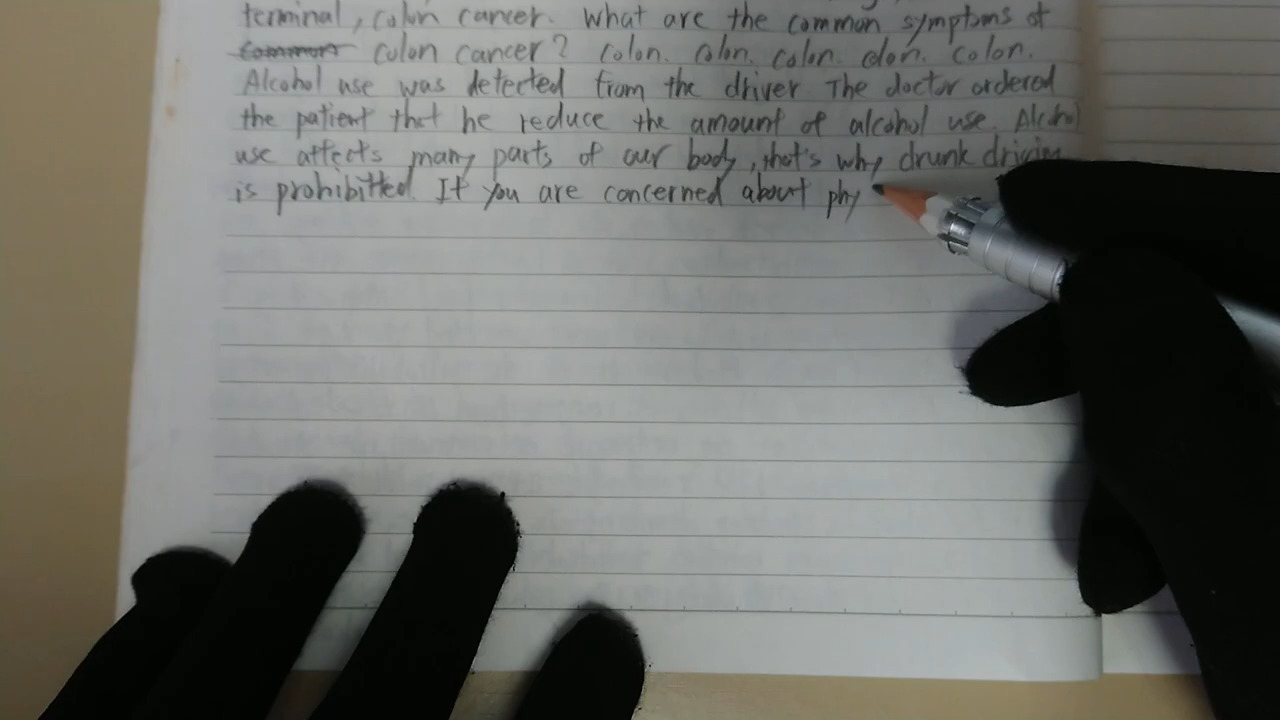 terminal, colon cancer. What are the common symptoms of
common colon cancer? colon. colon. colon. colon. colon.
Alcohol use was detected from the driver The doctor ordered
the patient that he reduce the amount of alcohol use. Alcohol
use affects many parts of our body, that's why drunk driving
is prohibitted. If you are concerned about phy